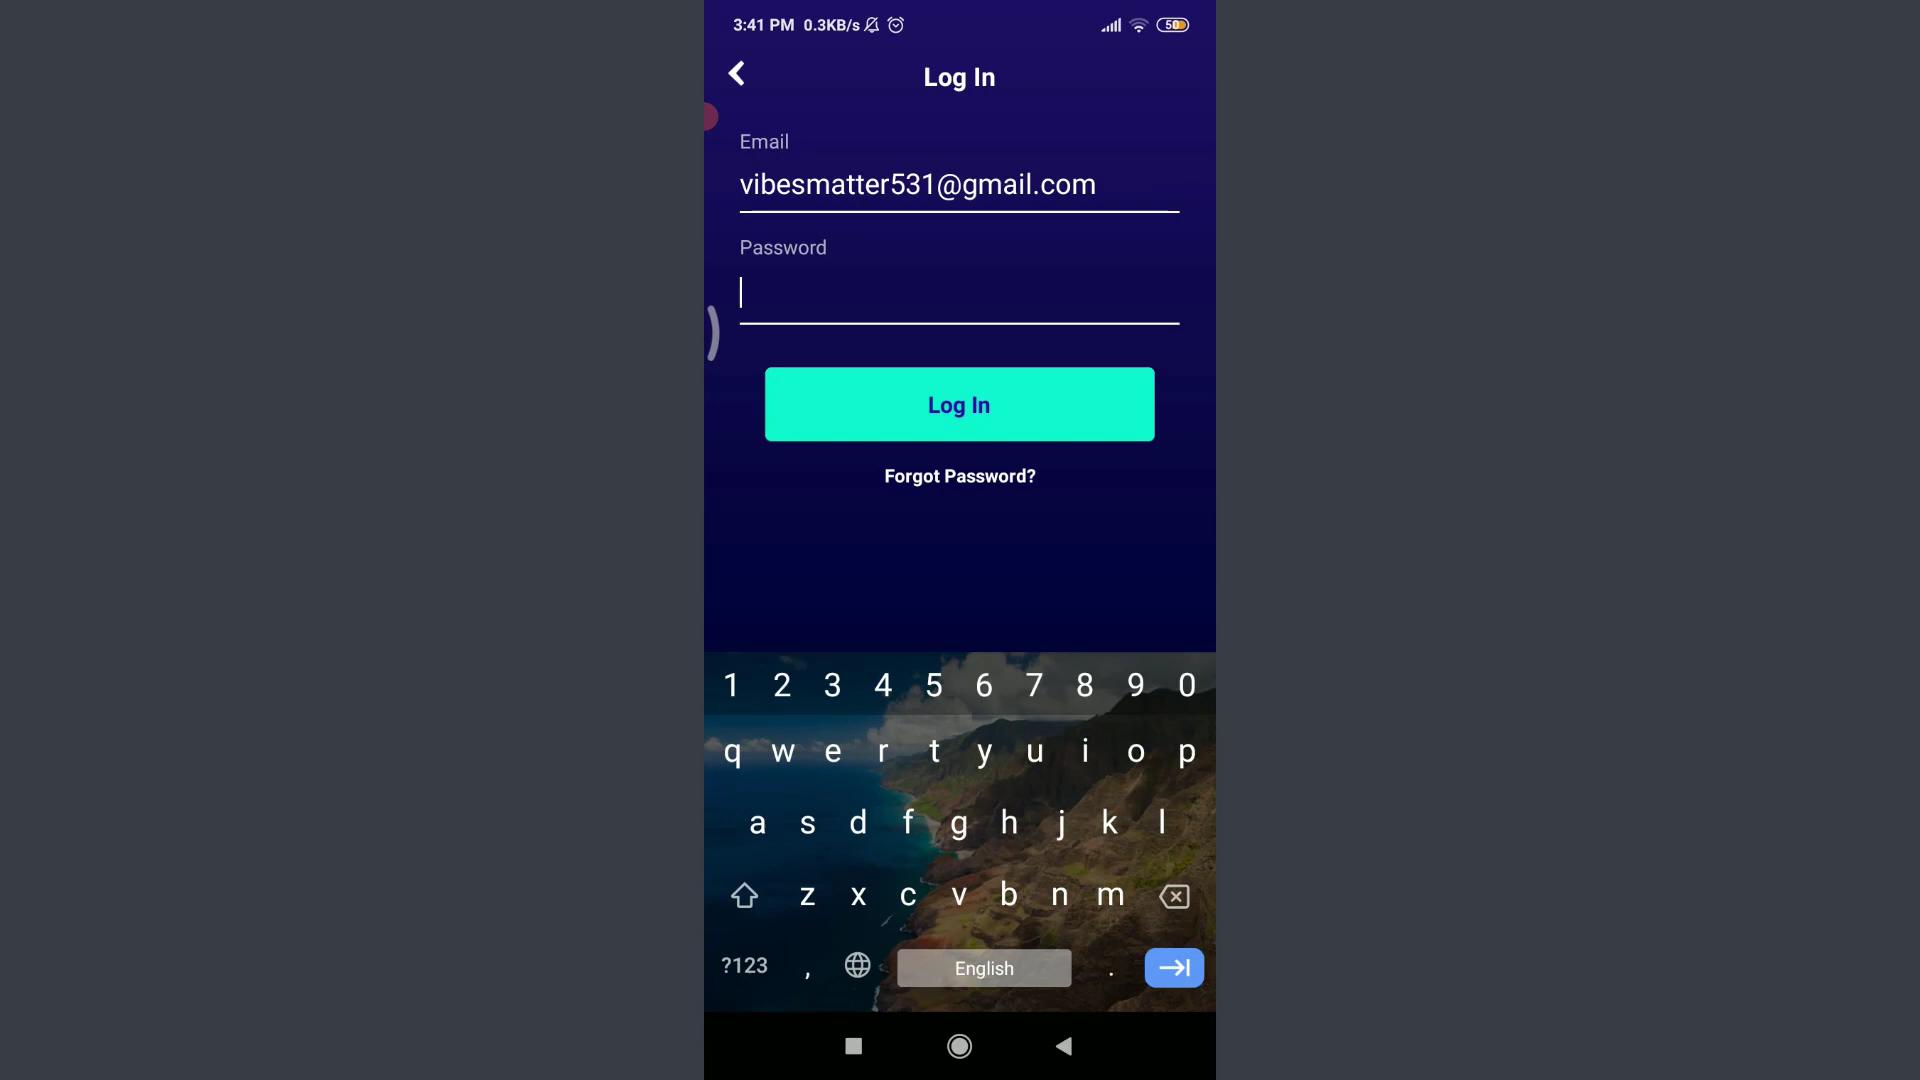 3:41 PM 0.3KB/s 50
Log In
Email
vibesmatter531@gmail.com
Password
Log In
Forgot Password?
1 2 3 4 5 6 7 8 9 0
q w e r t y u i o p
a s d f g h j k l
z x c v b n m
?123 , English .